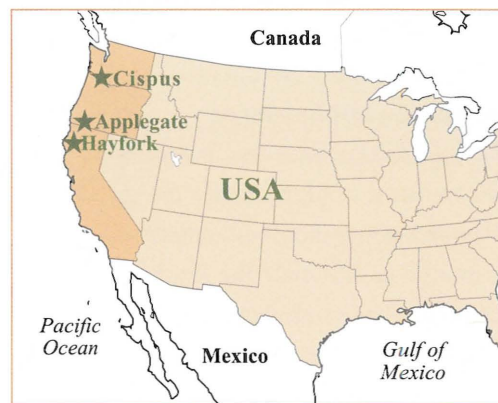 Canada
Cispus
Applegate
Hayfork
USA
Pacific
Ocean
Mexico
Gulf of
Mexico